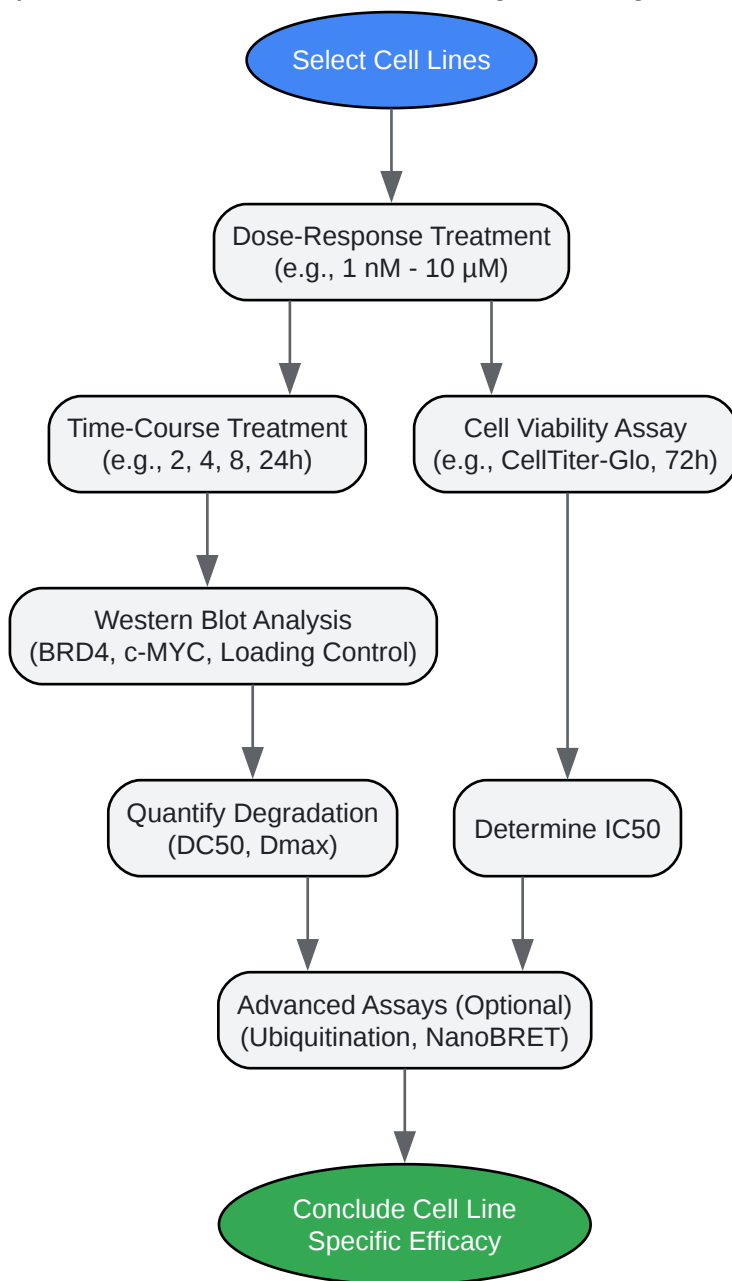 Select Cell Lines
Dose-Response Treatment
(e.g., 1 nM - 10 µM)
Time-Course Treatment
(e.g., 2, 4, 8, 24h)
Cell Viability Assay
(e.g., CellTiter-Glo, 72h)
Western Blot Analysis
(BRD4, c-MYC, Loading Control)
Quantify Degradation
(DC50, Dmax)
Determine IC50
Advanced Assays (Optional)
(Ubiquitination, NanoBRET)
Conclude Cell Line
Specific Efficacy